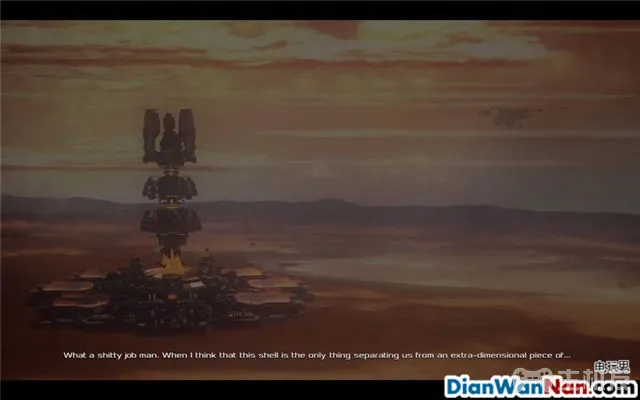 What a shitty job man. When I think that this shell is the only thing separating us from an extra-dimensional piece of...
电玩男
DianWanNan.com